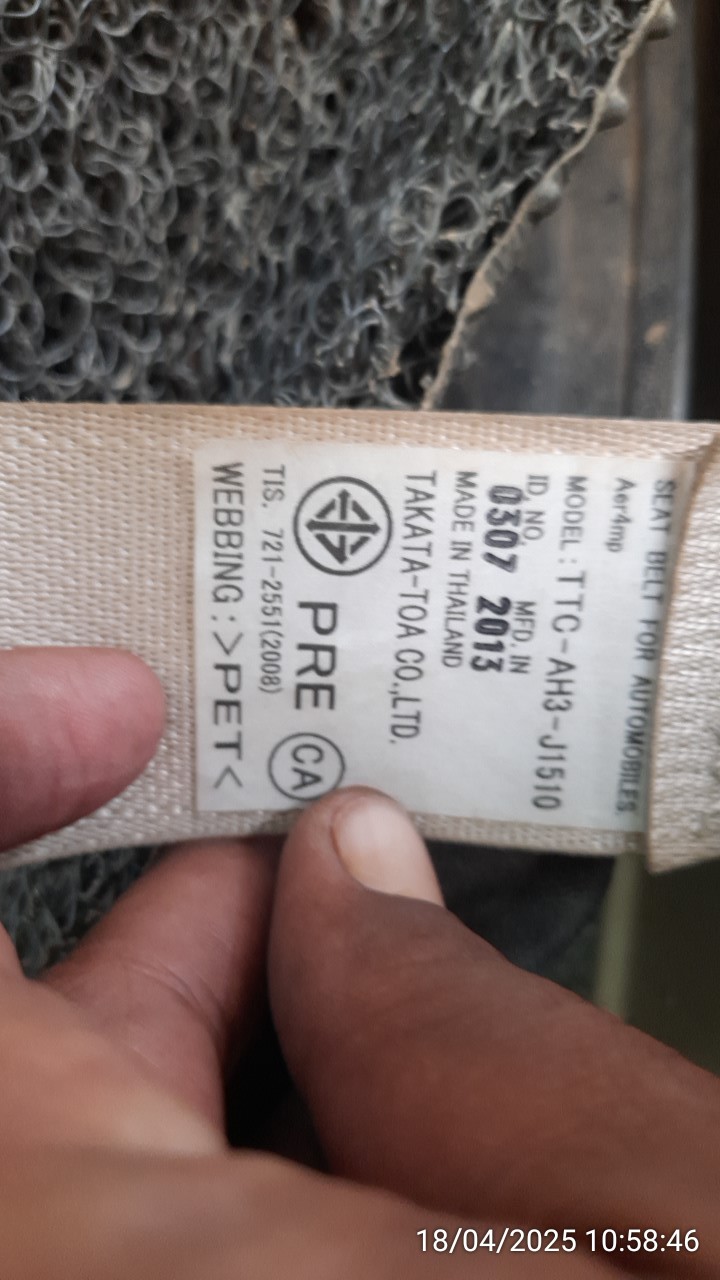 SEAT BELT FOR AUTOMOBILES
Aer4mp
MODEL : TTC-AH3-J1510
ID NO. MFD. IN
0307 2013
MADE IN THAILAND
TAKATA-TOA CO.,LTD.
PRE CA
TIS. 721-2551(2008)
WEBBING : >PET<
18/04/2025 10:58:46